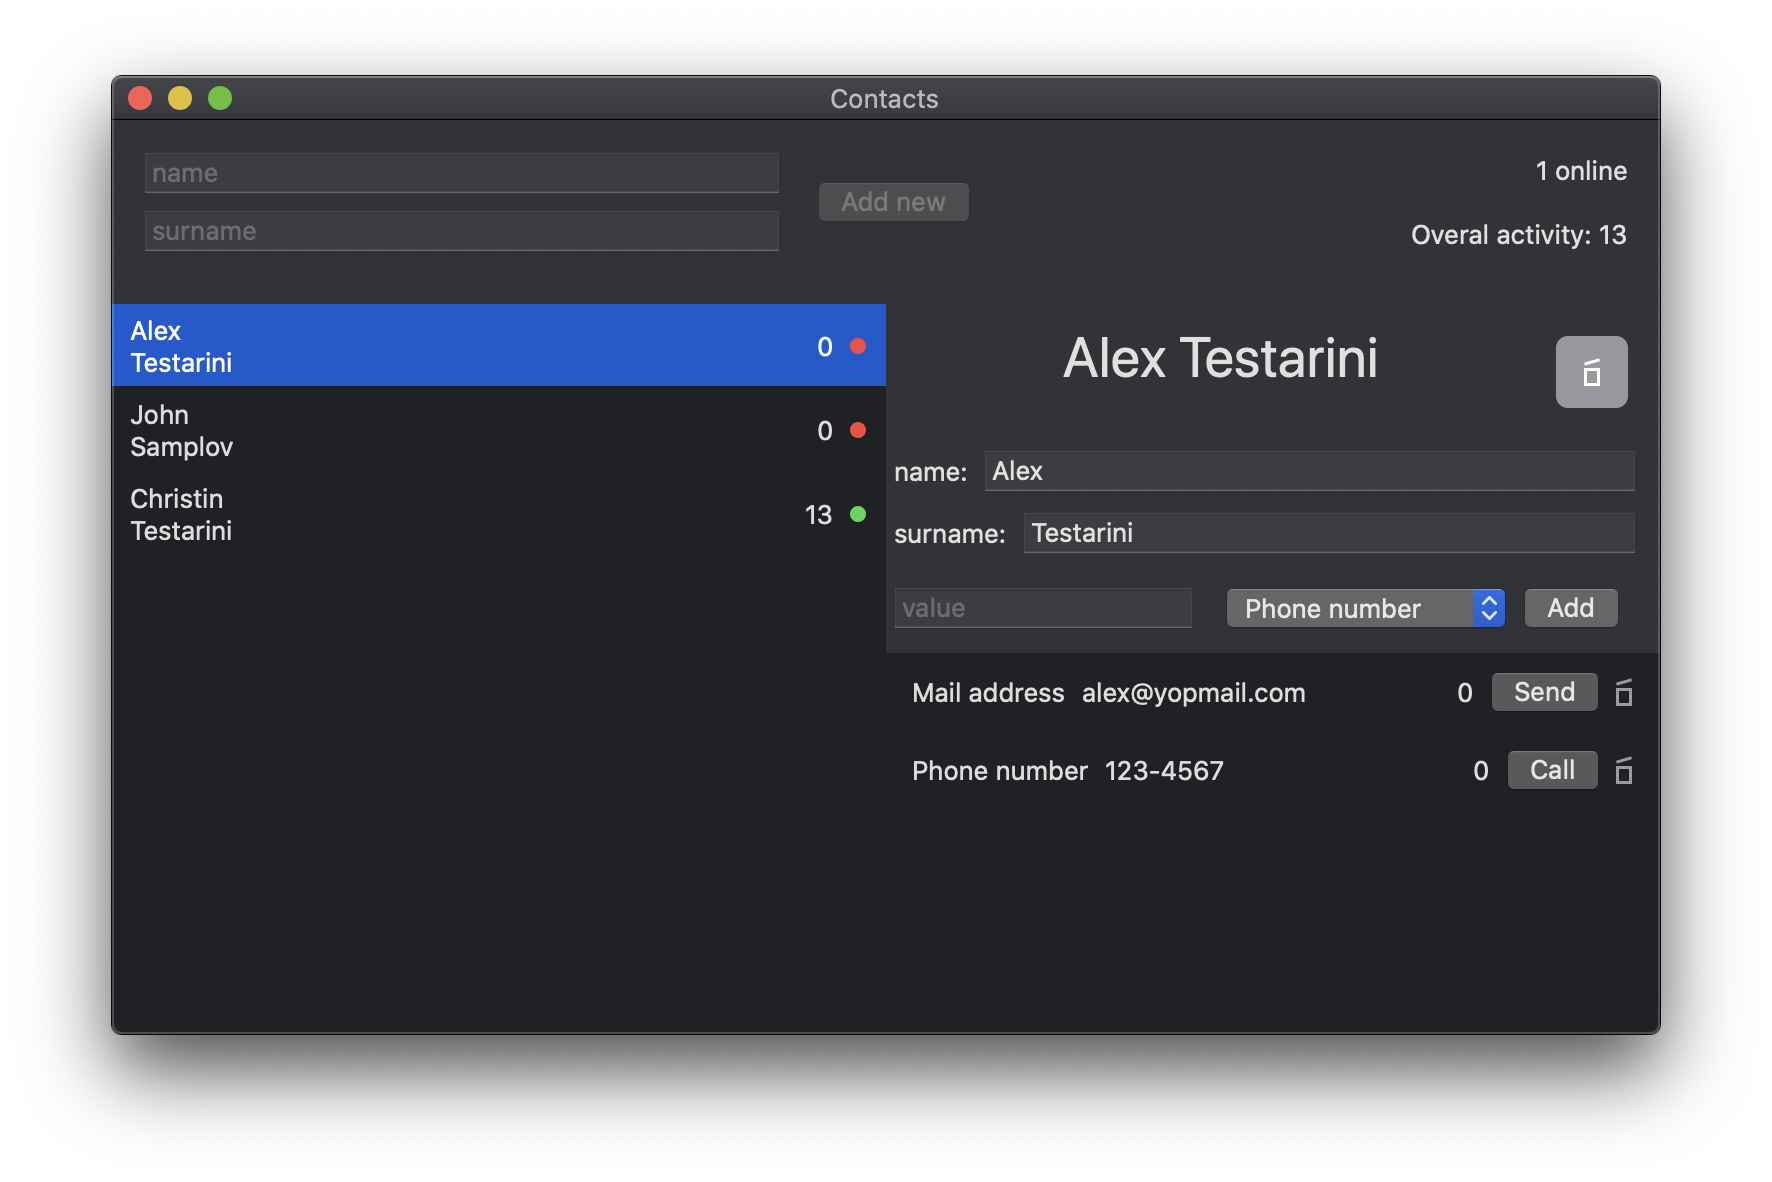 Contacts
name
surname
Add new
1 online
Overal activity: 13
Alex
Testarini
0
John
Samplov
0
Christin
Testarini
13
Alex Testarini
name: Alex
surname: Testarini
value Phone number Add
Mail address alex@yopmail.com 0 Send
Phone number 123-4567 0 Call